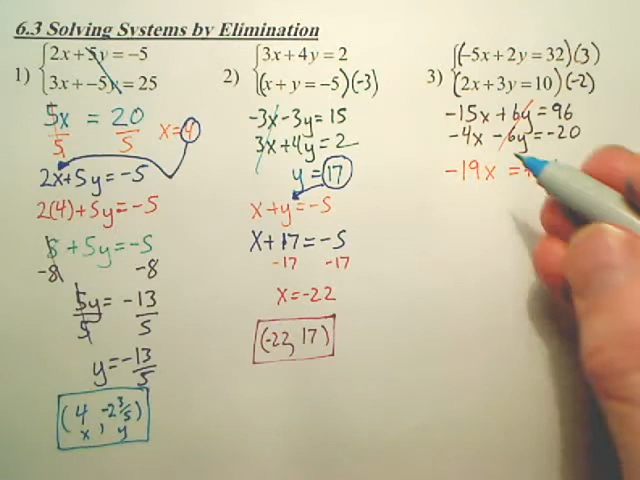 6.3 Solving Systems by Elimination
1) 2x + 5y = −5
3x + −5y = 25
5x = 20
5 5 x=4
2x+5y=-5
2(4)+5y=-5
8+5y=-5
-8 -8
5y = -13
5 5
y=-13
5
(4, -2 3/5)
x, y
2) 3x + 4y = 2
(x + y = −5)(-3)
-3x-3y=15
3x+4y=2
y=17
x+y=-5
x+17=-5
-17 -17
x=-22
(-22, 17)
3) (−5x + 2y = 32)(3)
(2x + 3y = 10)(-2)
-15x+6y=96
-4x-6y=-20
-19x =